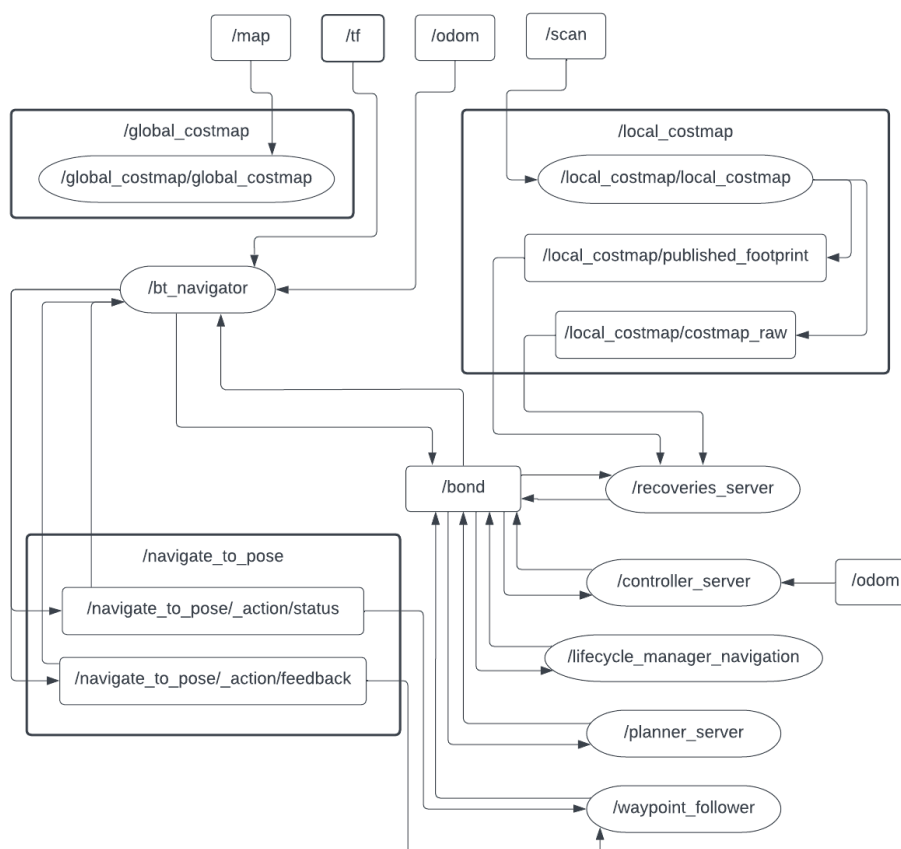 /map
/tf
/odom
/scan
/global_costmap
/global_costmap/global_costmap
/local_costmap
/local_costmap/local_costmap
/local_costmap/published_footprint
/local_costmap/costmap_raw
/bt_navigator
/bond
/recoveries_server
/navigate_to_pose
/navigate_to_pose/_action/status
/navigate_to_pose/_action/feedback
/controller_server
/odom
/lifecycle_manager_navigation
/planner_server
/waypoint_follower